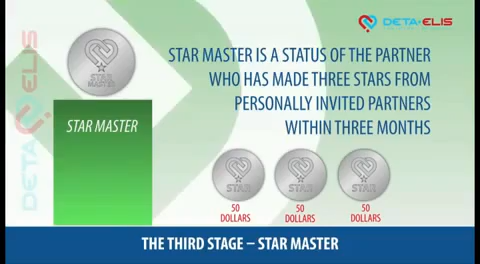 DETA-ELIS
STAR MASTER IS A STATUS OF THE PARTNER
WHO HAS MADE THREE STARS FROM
PERSONALLY INVITED PARTNERS
WITHIN THREE MONTHS
STAR
MASTER
STAR MASTER
DETA ELIS
STAR
STAR
STAR
50
DOLLARS
50
DOLLARS
50
DOLLARS
THE THIRD STAGE – STAR MASTER